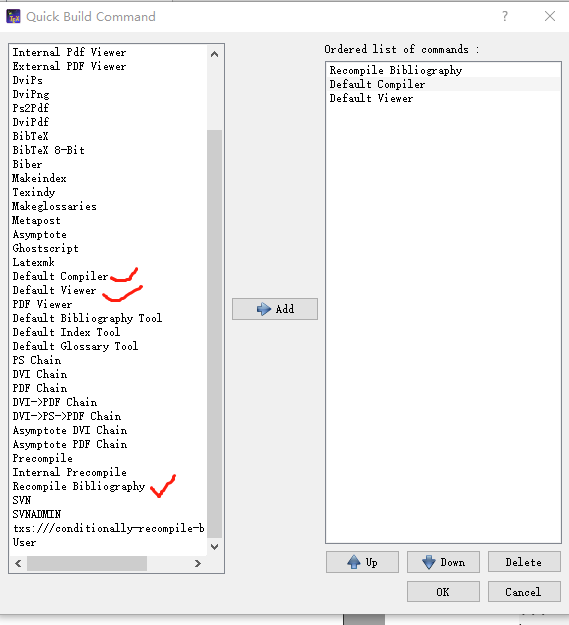 Quick Build Command
Internal Pdf Viewer
External PDF Viewer
DviPs
DviPng
Ps2Pdf
DviPdf
BibTeX
BibTeX 8-Bit
Biber
Makeindex
Texindy
Makeglossaries
Metapost
Asymptote
Ghostscript
Latexmk
Default Compiler
Default Viewer
PDF Viewer
Default Bibliography Tool
Default Index Tool
Default Glossary Tool
PS Chain
DVI Chain
PDF Chain
DVI->PDF Chain
DVI->PS->PDF Chain
Asymptote DVI Chain
Asymptote PDF Chain
Precompile
Internal Precompile
Recompile Bibliography
SVN
SVNADMIN
txs:///conditionally-recompile-b
User
Add
Ordered list of commands :
Recompile Bibliography
Default Compiler
Default Viewer
Up
Down
Delete
OK
Cancel